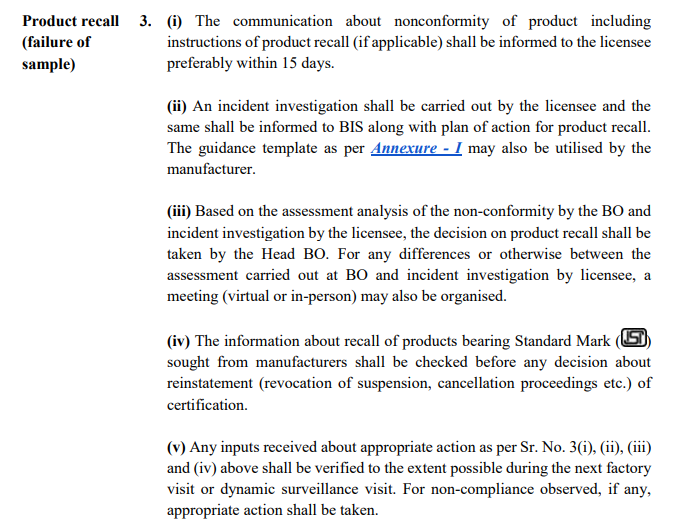 Product recall 3. (i) The communication about nonconformity of product including
(failure of instructions of product recall (if applicable) shall be informed to the licensee
sample) preferably within 15 days.
(ii) An incident investigation shall be carried out by the licensee and the
same shall be informed to BIS along with plan of action for product recall.
The guidance template as per Annexure - I may also be utilised by the
manufacturer.
(iii) Based on the assessment analysis of the non-conformity by the BO and
incident investigation by the licensee, the decision on product recall shall be
taken by the Head BO. For any differences or otherwise between the
assessment carried out at BO and incident investigation by licensee, a
meeting (virtual or in-person) may also be organised.
(iv) The information about recall of products bearing Standard Mark (ISI)
sought from manufacturers shall be checked before any decision about
reinstatement (revocation of suspension, cancellation proceedings etc.) of
certification.
(v) Any inputs received about appropriate action as per Sr. No. 3(i), (ii), (iii)
and (iv) above shall be verified to the extent possible during the next factory
visit or dynamic surveillance visit. For non-compliance observed, if any,
appropriate action shall be taken.